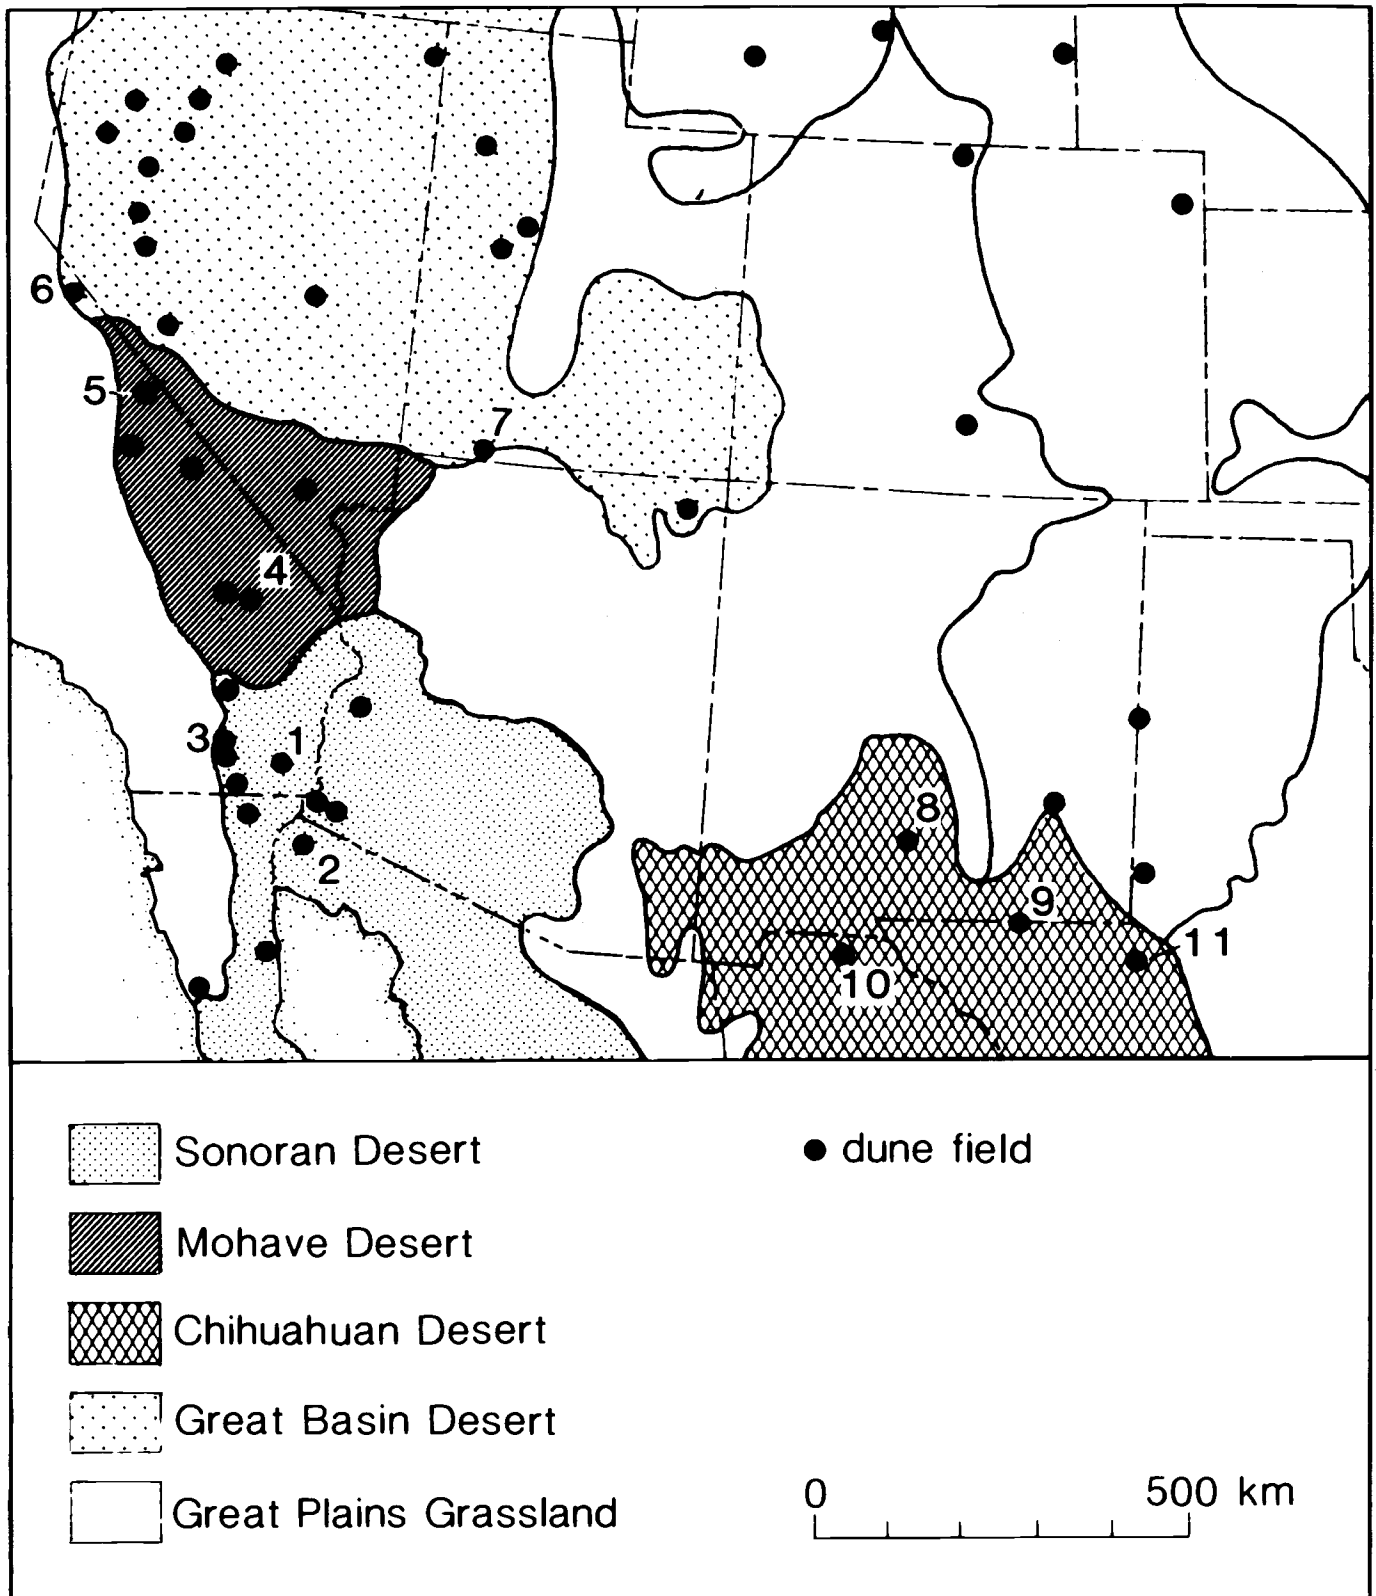 6
5
7
4
3
1
2
8
9
10
11
Sonoran Desert
dune field
Mohave Desert
Chihuahuan Desert
Great Basin Desert
Great Plains Grassland
0 500 km